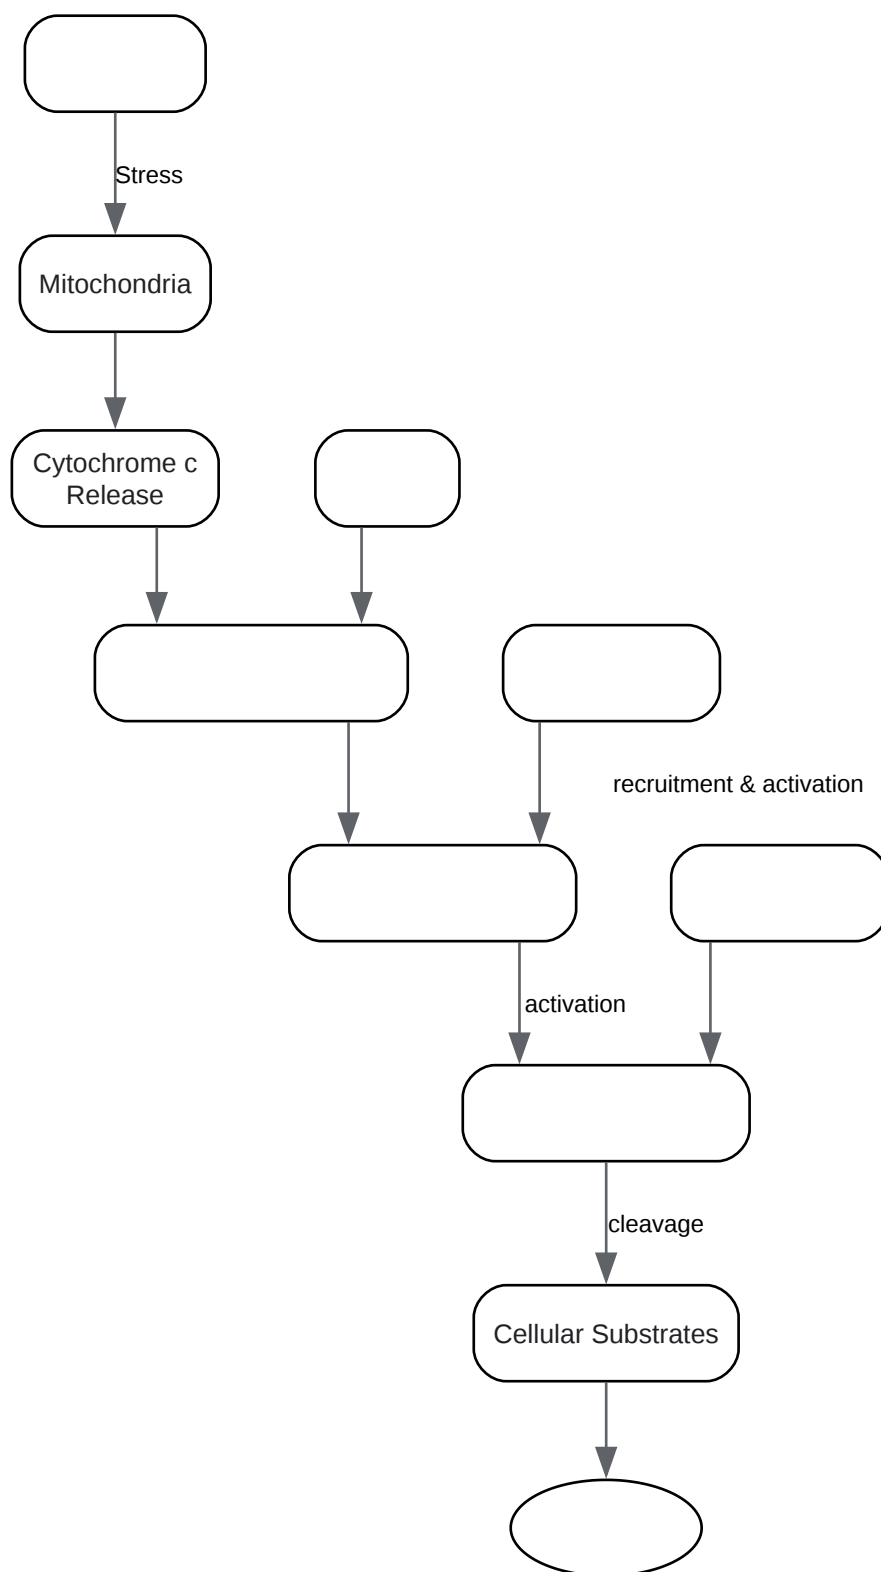 Stress
Mitochondria
Cytochrome c
Release
recruitment & activation
activation
cleavage
Cellular Substrates